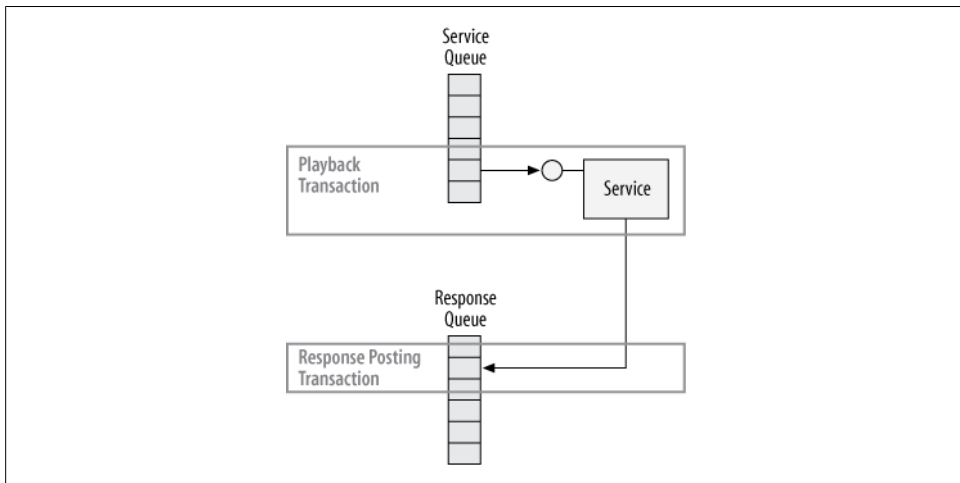 Service
Queue
Playback
Transaction
Service
Response
Queue
Response Posting
Transaction